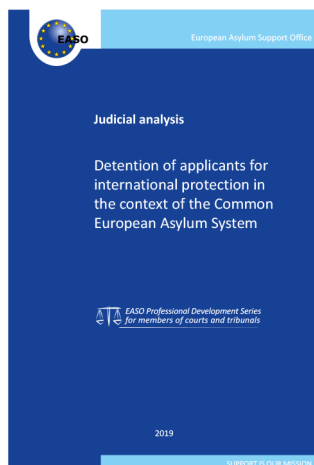 EASO
European Asylum Support Office
Judicial analysis
Detention of applicants for
international protection in
the context of the Common
European Asylum System
EASO Professional Development Series
for members of courts and tribunals
2019
SUPPORT IS OUR MISSION